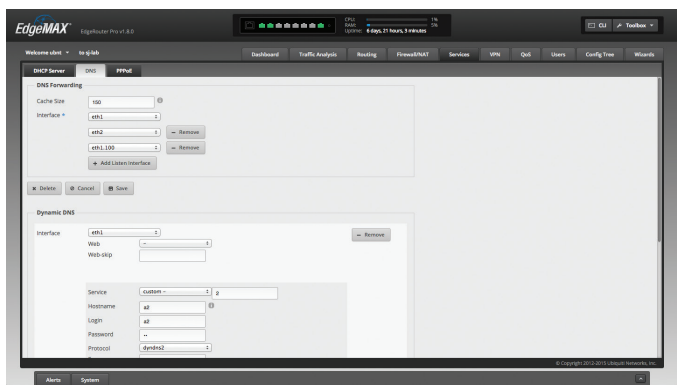 EdgeMAX
EdgeRouter Pro v1.8.0
CPU: 1%
RAM: 5%
Uptime: 6 days, 21 hours, 3 minutes
CLI
Toolbox
Welcome ubnt to sj-lab
Dashboard
Traffic Analysis
Routing
Firewall/NAT
Services
VPN
QoS
Users
Config Tree
Wizards
DHCP Server
DNS
PPPoE
DNS Forwarding
Cache Size 150
Interface * eth1
eth2 − Remove
eth1.100 − Remove
+ Add Listen Interface
× Delete
Cancel
Save
Dynamic DNS
Interface eth1 − Remove
Web –
Web-skip
Service custom –
Hostname a2
Login a2
Password ••
Protocol dyndns2
© Copyright 2012-2015 Ubiquiti Networks, Inc.
Alerts
System